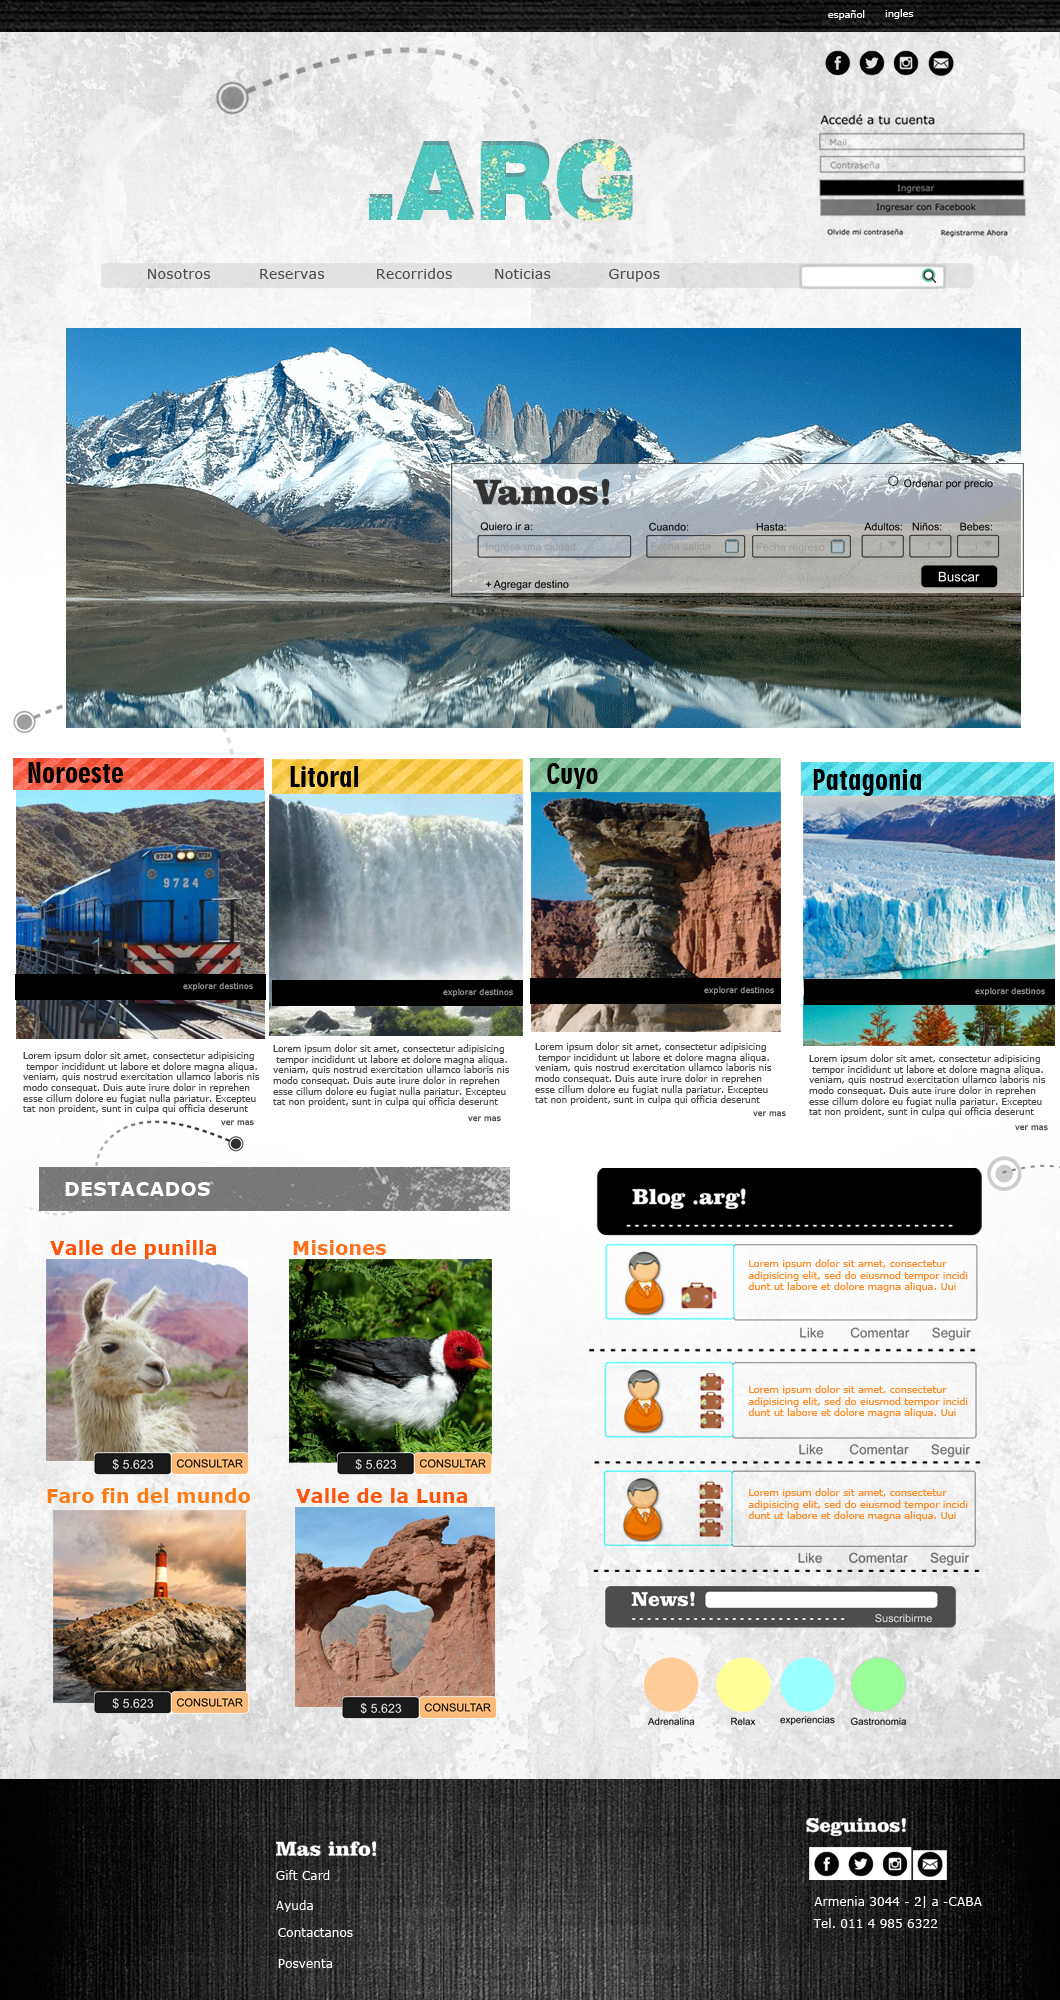 español ingles
.ARG
Accedé a tu cuenta
Mail
Contraseña
Ingresar
Ingresar con Facebook
Olvide mi contraseña Registrarme Ahora
Nosotros Reservas Recorridos Noticias Grupos
Vamos!
Ordenar por precio
Quiero ir a: Cuando: Hasta: Adultos: Niños: Bebes:
Ingrese una ciudad Fecha salida Fecha regreso 1 1 1
+ Agregar destino
Buscar
Noroeste
9724 9724
9724
explorar destinos
Lorem ipsum dolor sit amet, consectetur adipisicing
tempor incididunt ut labore et dolore magna aliqua.
veniam, quis nostrud exercitation ullamco laboris nis
modo consequat. Duis aute irure dolor in reprehen
esse cillum dolore eu fugiat nulla pariatur. Excepteu
tat non proident, sunt in culpa qui officia deserunt
ver mas
Litoral
explorar destinos
Lorem ipsum dolor sit amet, consectetur adipisicing
tempor incididunt ut labore et dolore magna aliqua.
veniam, quis nostrud exercitation ullamco laboris nis
modo consequat. Duis aute irure dolor in reprehen
esse cillum dolore eu fugiat nulla pariatur. Excepteu
tat non proident, sunt in culpa qui officia deserunt
ver mas
Cuyo
explorar destinos
Lorem ipsum dolor sit amet, consectetur adipisicing
tempor incididunt ut labore et dolore magna aliqua.
veniam, quis nostrud exercitation ullamco laboris nis
modo consequat. Duis aute irure dolor in reprehen
esse cillum dolore eu fugiat nulla pariatur. Excepteu
tat non proident, sunt in culpa qui officia deserunt
ver mas
Patagonia
explorar destinos
Lorem ipsum dolor sit amet, consectetur adipisicing
tempor incididunt ut labore et dolore magna aliqua.
veniam, quis nostrud exercitation ullamco laboris nis
modo consequat. Duis aute irure dolor in reprehen
esse cillum dolore eu fugiat nulla pariatur. Excepteu
tat non proident, sunt in culpa qui officia deserunt
ver mas
DESTACADOS
Valle de punilla
$ 5.623 CONSULTAR
Misiones
$ 5.623 CONSULTAR
Faro fin del mundo
$ 5.623 CONSULTAR
Valle de la Luna
$ 5.623 CONSULTAR
Blog .arg!
Lorem ipsum dolor sit amet, consectetur
adipisicing elit, sed do eiusmod tempor incidi
dunt ut labore et dolore magna aliqua. Uui
Like Comentar Seguir
Lorem ipsum dolor sit amet, consectetur
adipisicing elit, sed do eiusmod tempor incidi
dunt ut labore et dolore magna aliqua. Uui
Like Comentar Seguir
Lorem ipsum dolor sit amet, consectetur
adipisicing elit, sed do eiusmod tempor incidi
dunt ut labore et dolore magna aliqua. Uui
Like Comentar Seguir
News!
Suscribirme
Adrenalina Relax experiencias Gastronomia
Mas info!
Gift Card
Ayuda
Contactanos
Posventa
Seguinos!
Armenia 3044 - 2| a -CABA
Tel. 011 4 985 6322